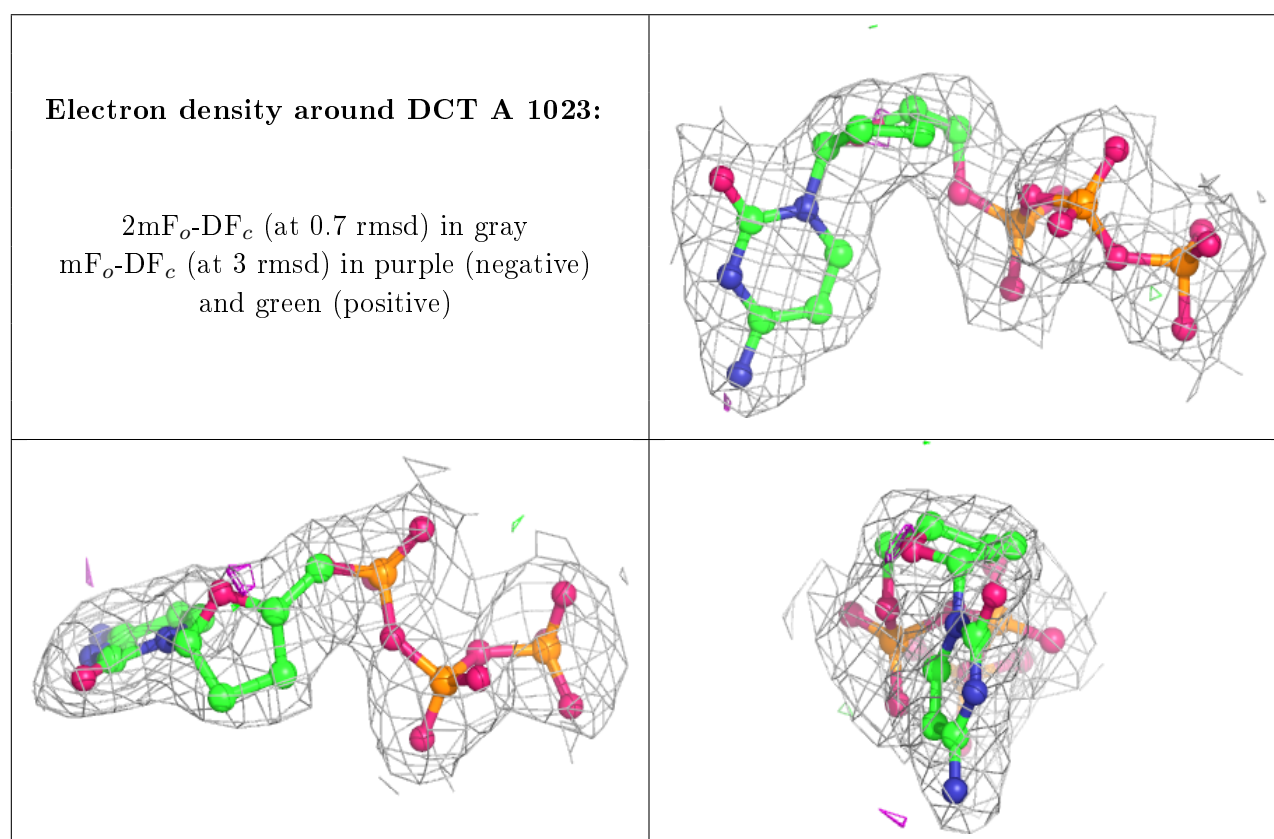 Electron density around DCT A 1023:
2mFo-DFc (at 0.7 rmsd) in gray
mFo-DFc (at 3 rmsd) in purple (negative)
and green (positive)